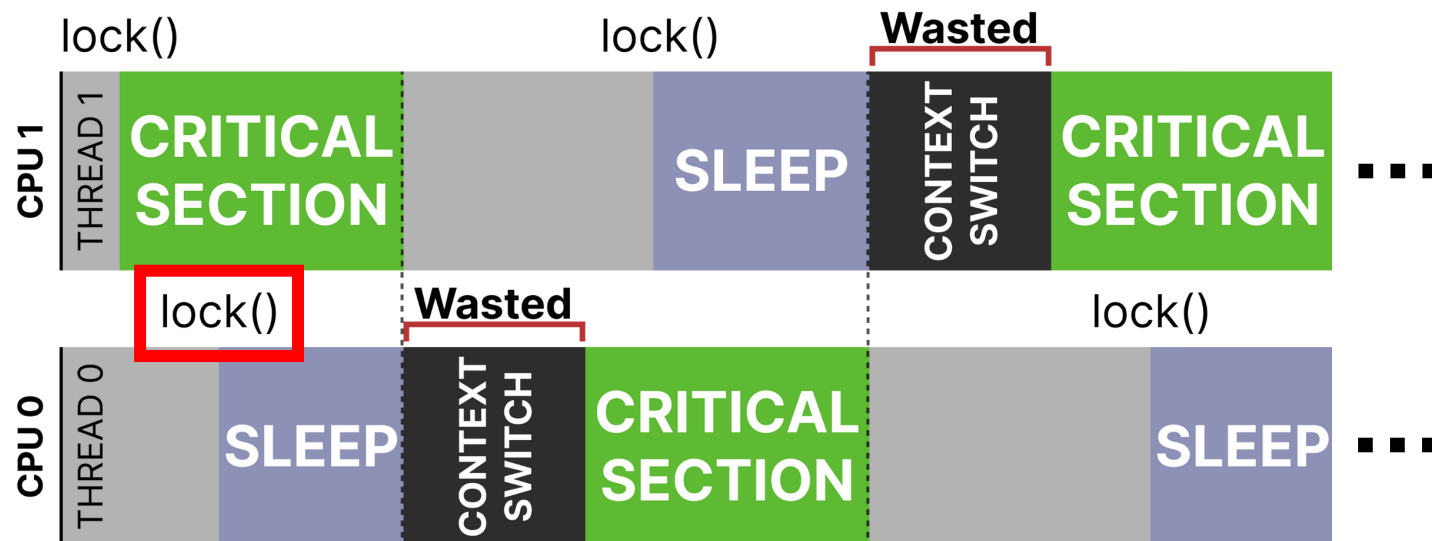 lock()
lock()
Wasted
CPU 1
THREAD 1
CRITICAL
SECTION
SLEEP
CONTEXT
SWITCH
CRITICAL
SECTION
lock()
Wasted
lock()
CPU 0
THREAD 0
SLEEP
CONTEXT
SWITCH
CRITICAL
SECTION
SLEEP